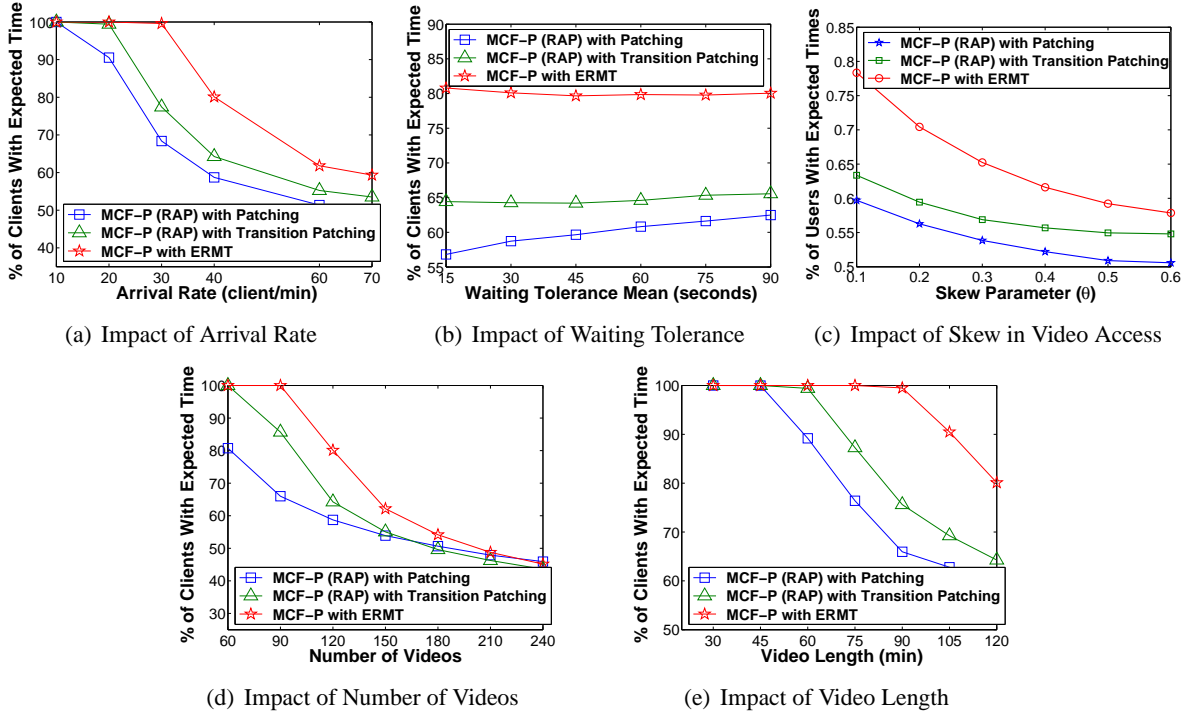 % of Clients With Expected Time
100
90
80
70
60
50
40
10 20 30 40 60 70
MCF-P (RAP) with Patching
MCF-P (RAP) with Transition Patching
MCF-P with ERMT
Arrival Rate (client/min)
(a) Impact of Arrival Rate
% of Clients With Expected Time
90
85
80
75
70
65
60
55
15 30 45 60 75 90
MCF-P (RAP) with Patching
MCF-P (RAP) with Transition Patching
MCF-P with ERMT
Waiting Tolerance Mean (seconds)
(b) Impact of Waiting Tolerance
% of Users With Expected Times
0.85
0.8
0.75
0.7
0.65
0.6
0.55
0.5
0.1 0.2 0.3 0.4 0.5 0.6
MCF-P (RAP) with Patching
MCF-P (RAP) with Transition Patching
MCF-P with ERMT
Skew Parameter (θ)
(c) Impact of Skew in Video Access
% of Clients With Expected Time
100
90
80
70
60
50
40
30
60 90 120 150 180 210 240
MCF-P (RAP) with Patching
MCF-P (RAP) with Transition Patching
MCF-P with ERMT
Number of Videos
(d) Impact of Number of Videos
% of Clients With Expected Time
100
90
80
70
60
50
30 45 60 75 90 105 120
MCF-P (RAP) with Patching
MCF-P (RAP) with Transition Patching
MCF-P with ERMT
Video Length (min)
(e) Impact of Video Length